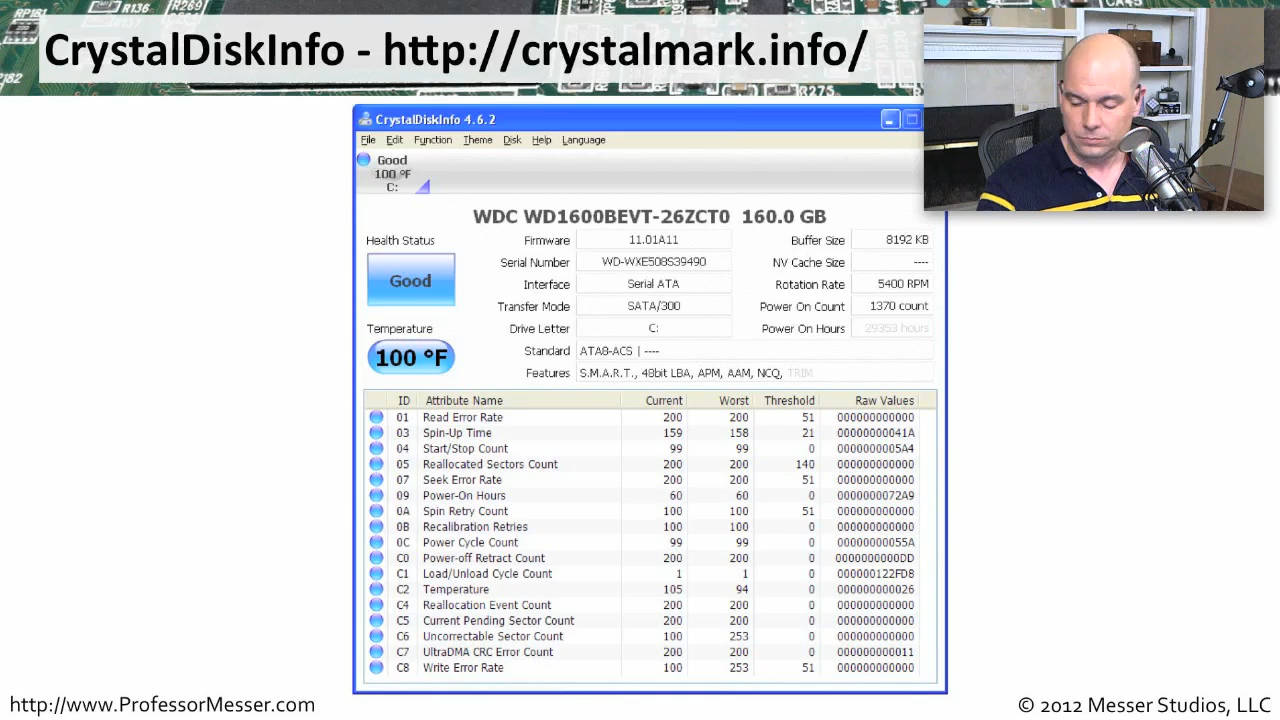 CrystalDiskInfo - http://crystalmark.info/
CrystalDiskInfo 4.6.2
File Edit Function Theme Disk Help Language
Good
100 °F
C:
WDC WD1600BEVT-26ZCT0 160.0 GB
Health Status Firmware 11.01A11 Buffer Size 8192 KB
Good Serial Number WD-WXE508S39490 NV Cache Size ----
Interface Serial ATA Rotation Rate 5400 RPM
Transfer Mode SATA/300 Power On Count 1370 count
Temperature Drive Letter C: Power On Hours 29353 hours
100 °F Standard ATA8-ACS | ----
Features S.M.A.R.T., 48bit LBA, APM, AAM, NCQ, TRIM
ID Attribute Name Current Worst Threshold Raw Values
01 Read Error Rate 200 200 51 000000000000
03 Spin-Up Time 159 158 21 00000000041A
04 Start/Stop Count 99 99 0 0000000005A4
05 Reallocated Sectors Count 200 200 140 000000000000
07 Seek Error Rate 200 200 51 000000000000
09 Power-On Hours 60 60 0 0000000072A9
0A Spin Retry Count 100 100 51 000000000000
0B Recalibration Retries 100 100 0 000000000000
0C Power Cycle Count 99 99 0 00000000055A
C0 Power-off Retract Count 200 200 0 0000000000DD
C1 Load/Unload Cycle Count 1 1 0 000000122FD8
C2 Temperature 105 94 0 000000000026
C4 Reallocation Event Count 200 200 0 000000000000
C5 Current Pending Sector Count 200 200 0 000000000000
C6 Uncorrectable Sector Count 100 253 0 000000000000
C7 UltraDMA CRC Error Count 200 200 0 000000000011
C8 Write Error Rate 100 253 51 000000000000
http://www.ProfessorMesser.com
© 2012 Messer Studios, LLC